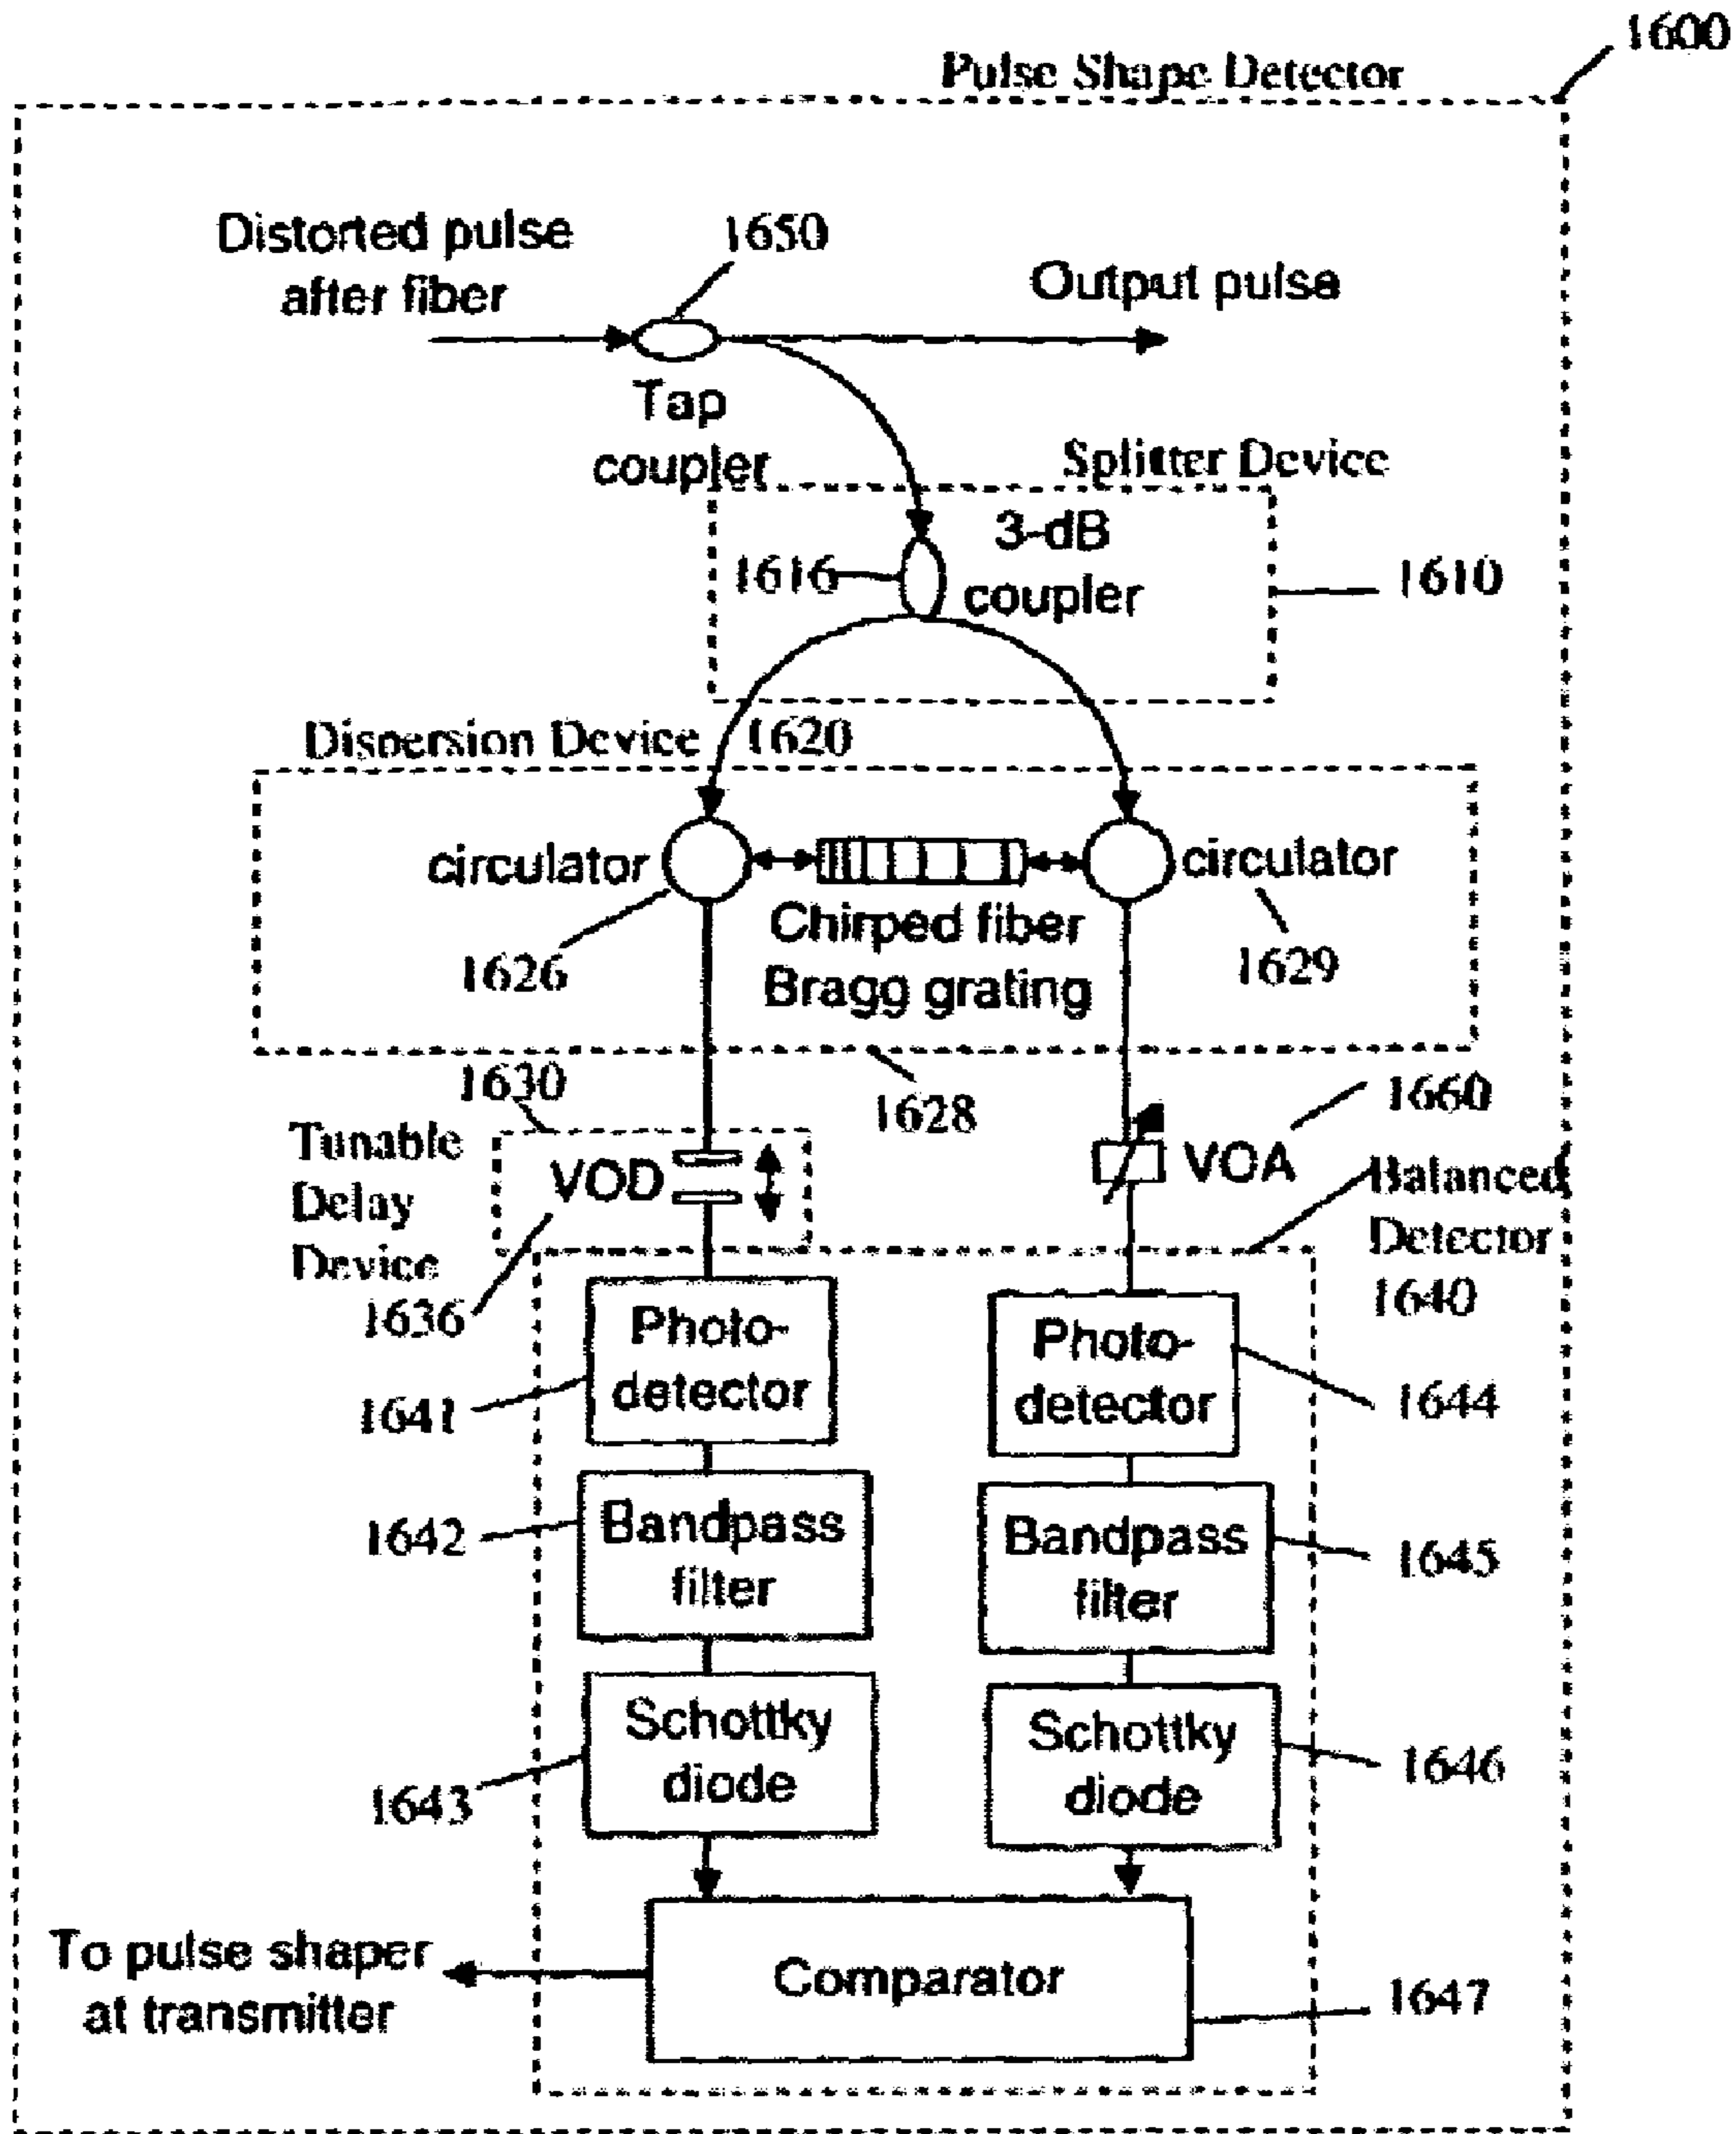 1600
Pulse Shape Detector
Distorted pulse
after fiber
1650
Output pulse
Tap
coupler
Splitter Device
3-dB
coupler
1616
1610
Dispersion Device
1620
circulator
circulator
Chirped fiber
Bragg grating
1626
1629
1630
1628
1660
Tunable
Delay
Device
VOD
VOA
Balanced
Detector
1640
1636
Photo-
detector
Photo-
detector
1641
1644
Bandpass
filter
Bandpass
filter
1642
1645
Schottky
diode
Schottky
diode
1643
1646
To pulse shaper
at transmitter
Comparator
1647